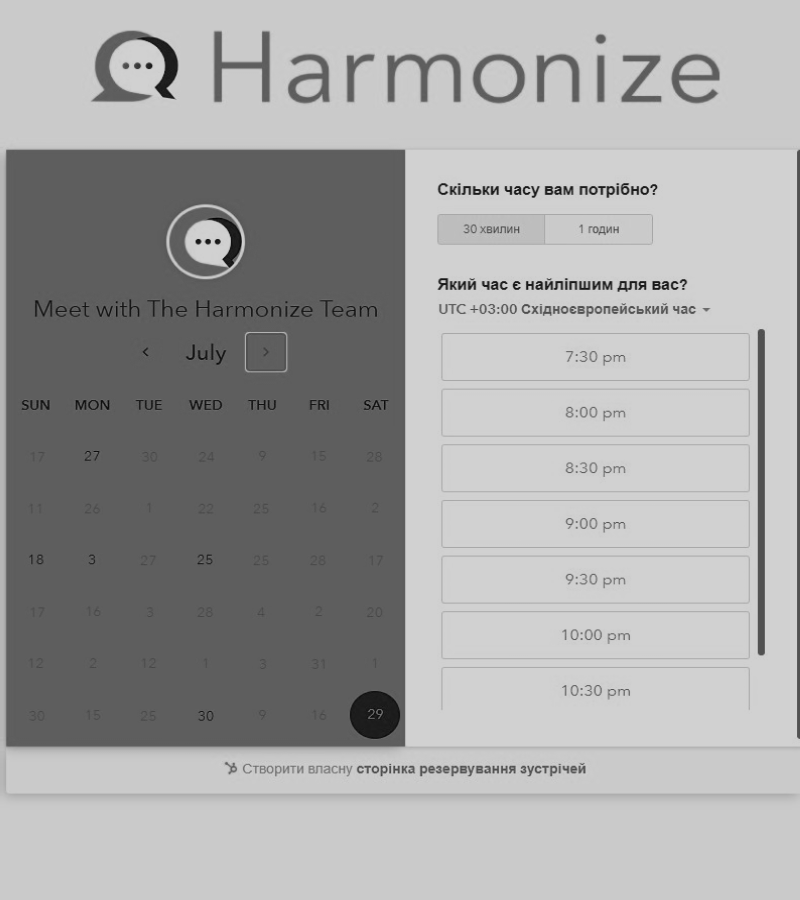 Harmonize
Meet with The Harmonize Team
July
SUN MON TUE WED THU FRI SAT
17 27 30 24 9 15 28
11 26 1 22 25 16 2
18 3 27 25 25 28 17
17 16 3 28 4 2 20
12 2 12 1 3 31 1
30 15 25 30 9 16 29
Скільки часу вам потрібно?
30 хвилин 1 годин
Який час є найліпшим для вас?
UTC +03:00 Східноєвропейський час
7:30 pm
8:00 pm
8:30 pm
9:00 pm
9:30 pm
10:00 pm
10:30 pm
Створити власну сторінка резервування зустрічей